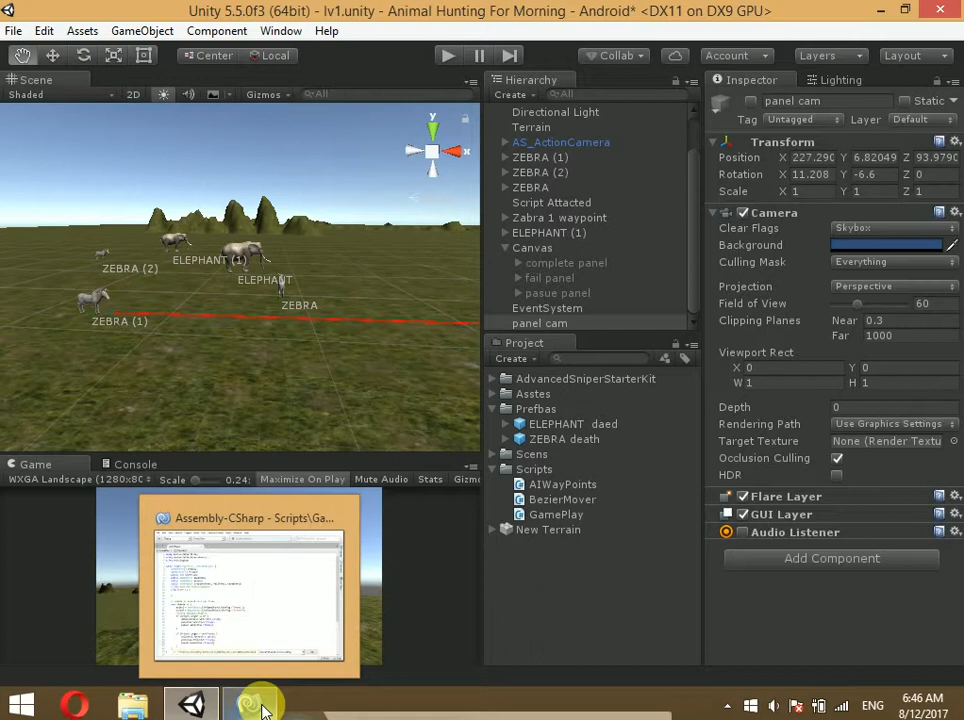 Unity 5.5.0f3 (64bit) - lv1.unity - Animal Hunting For Morning - Android* <DX11 on DX9 GPU>
File Edit Assets GameObject Component Window Help
Center Local Collab Account Layers Layout
Scene
Shaded 2D Gizmos All
ZEBRA (2)
ELEPHANT (1)
ELEPHANT
ZEBRA
ZEBRA (1)
y
x
Game Console
WXGA Landscape (1280x80 Scale 0.24: Maximize On Play Mute Audio Stats Gizmo
Assembly-CSharp - Scripts\Ga...
Hierarchy
Create All
Directional Light
Terrain
AS_ActionCamera
ZEBRA (1)
ZEBRA (2)
ZEBRA
Script Attacted
Zabra 1 waypoint
ELEPHANT (1)
Canvas
complete panel
fail panel
pasue panel
EventSystem
panel cam
Project
Create
AdvancedSniperStarterKit
Asstes
Prefbas
ELEPHANT daed
ZEBRA death
Scens
Scripts
AIWayPoints
BezierMover
GamePlay
New Terrain
Inspector Lighting
panel cam Static
Tag Untagged Layer Default
Transform
Position X 227.290 Y 6.82049 Z 93.9790
Rotation X 11.208 Y -6.6 Z 0
Scale X 1 Y 1 Z 1
Camera
Clear Flags Skybox
Background
Culling Mask Everything
Projection Perspective
Field of View 60
Clipping Planes Near 0.3
Far 1000
Viewport Rect
X 0 Y 0
W 1 H 1
Depth 0
Rendering Path Use Graphics Settings
Target Texture None (Render Textu
Occlusion Culling
HDR
Flare Layer
GUI Layer
Audio Listener
Add Component
ENG
6:46 AM
8/12/2017